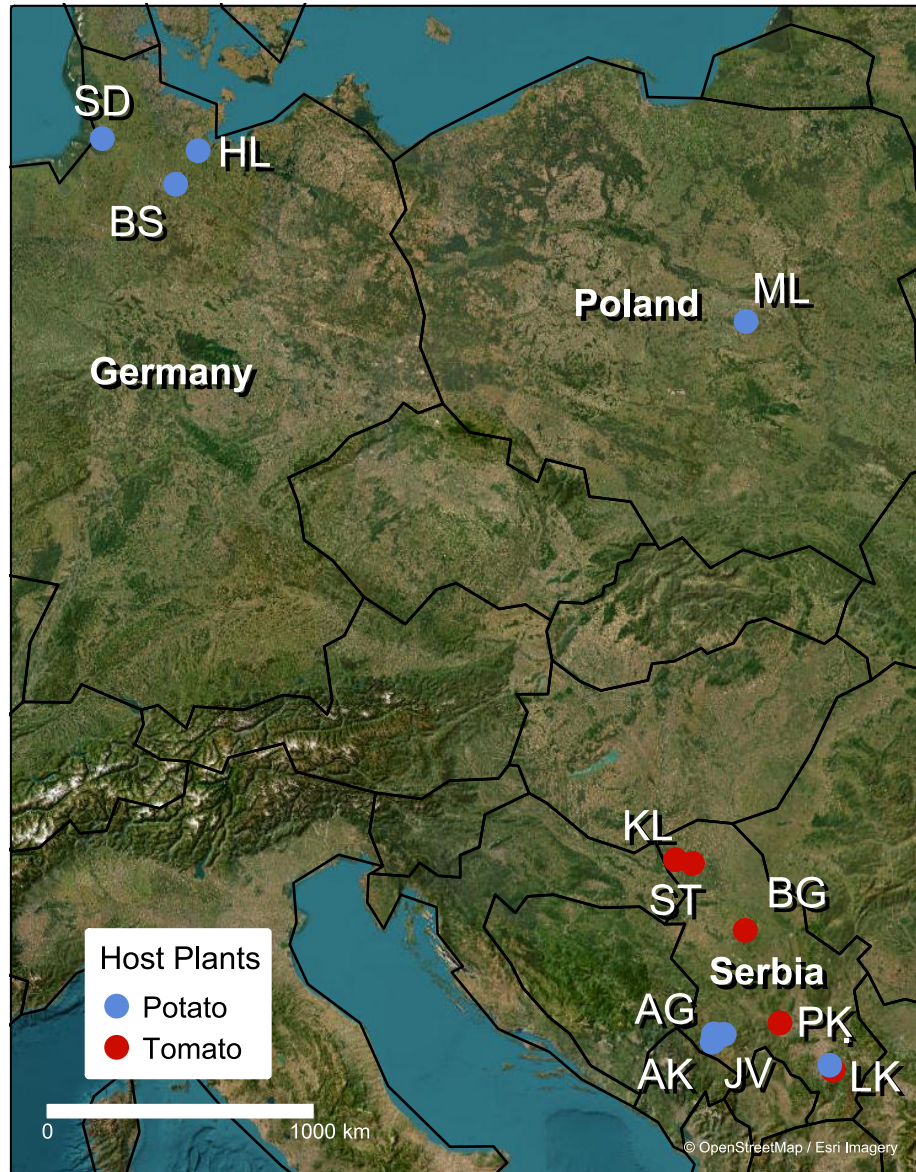 SD
HL
BS
Poland
ML
Germany
KL
ST
BG
Serbia
Host Plants
Potato
Tomato
AG
PK
AK
JV
LK
0
1000 km
© OpenStreetMap / Esri Imagery